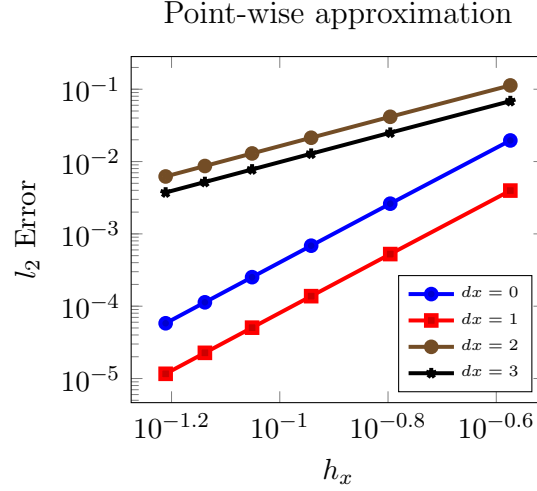 Point-wise approximation
10^{-1}
10^{-2}
10^{-3}
10^{-4}
10^{-5}
l_2 Error
dx = 0
dx = 1
dx = 2
dx = 3
10^{-1.2} 10^{-1} 10^{-0.8} 10^{-0.6}
h_x